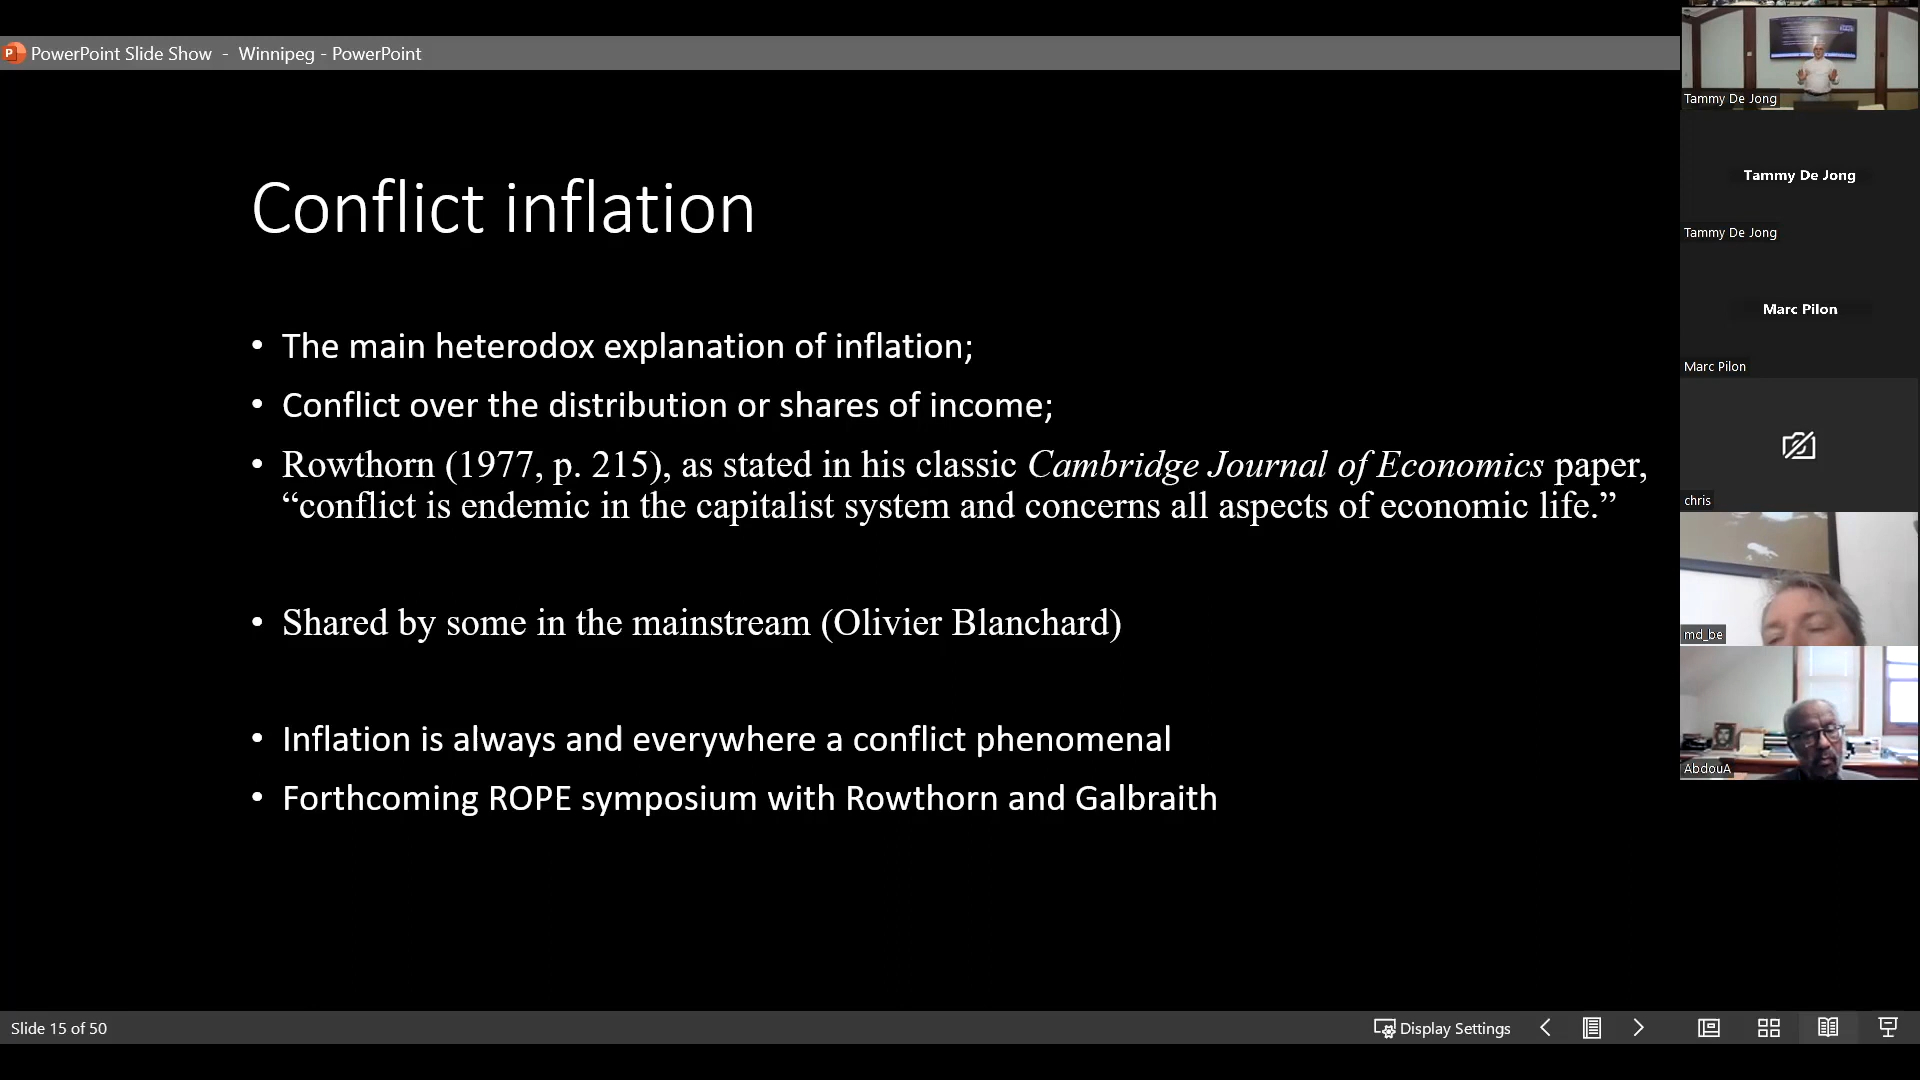 PowerPoint Slide Show - Winnipeg - PowerPoint
Conflict inflation
• The main heterodox explanation of inflation;
• Conflict over the distribution or shares of income;
• Rowthorn (1977, p. 215), as stated in his classic Cambridge Journal of Economics paper,
“conflict is endemic in the capitalist system and concerns all aspects of economic life.”
• Shared by some in the mainstream (Olivier Blanchard)
• Inflation is always and everywhere a conflict phenomenal
• Forthcoming ROPE symposium with Rowthorn and Galbraith
Slide 15 of 50
Display Settings
Tammy De Jong
Tammy De Jong
Tammy De Jong
Marc Pilon
Marc Pilon
chris
md_be
AbdouA